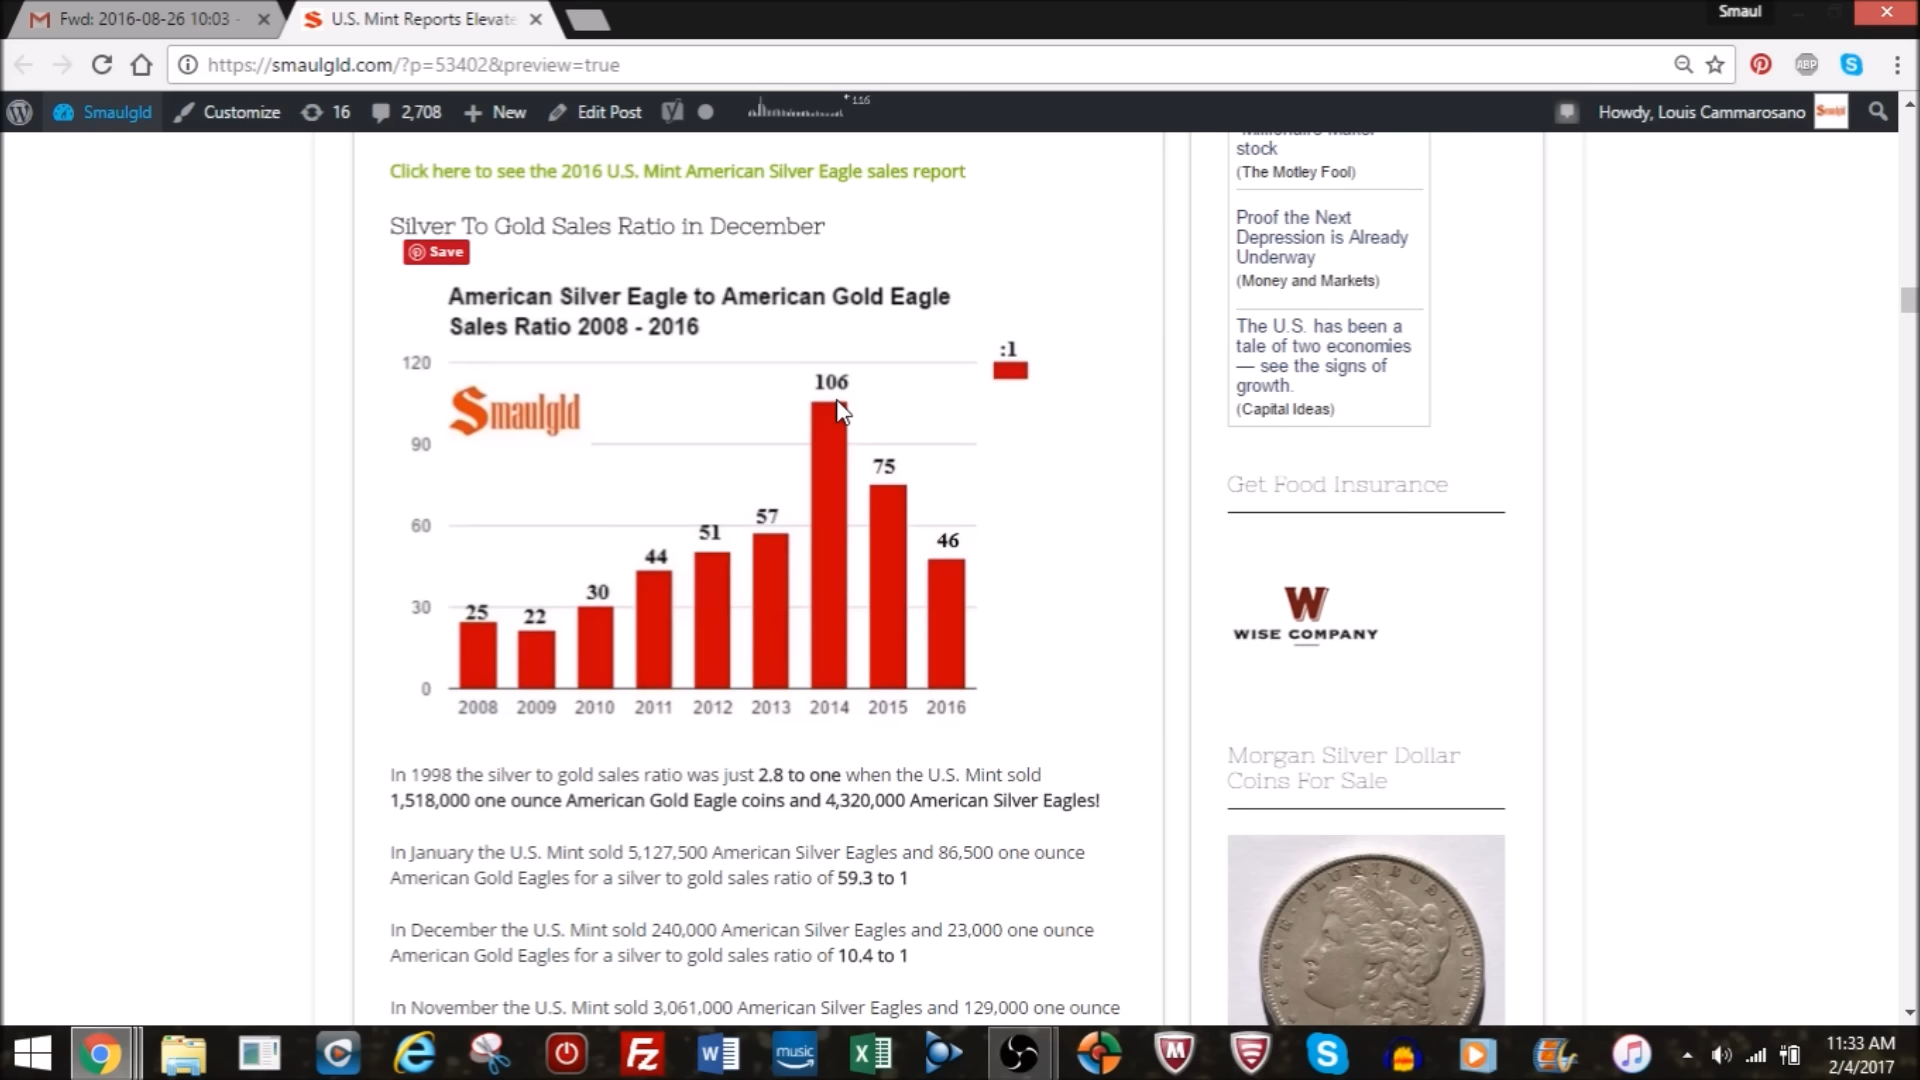 Fwd: 2016-08-26 10:03 -
U.S. Mint Reports Elevate
Smaul
https://smaulgld.com/?p=53402&preview=true
ABP
Smaulgld
Customize
16
2,708
New
Edit Post
+116
Howdy, Louis Cammarosano
Click here to see the 2016 U.S. Mint American Silver Eagle sales report
Silver To Gold Sales Ratio in December
Save
American Silver Eagle to American Gold Eagle
Sales Ratio 2008 - 2016
:1
Smaulgld
120
90
60
30
0
25
22
30
44
51
57
106
75
46
2008 2009 2010 2011 2012 2013 2014 2015 2016
In 1998 the silver to gold sales ratio was just 2.8 to one when the U.S. Mint sold
1,518,000 one ounce American Gold Eagle coins and 4,320,000 American Silver Eagles!
In January the U.S. Mint sold 5,127,500 American Silver Eagles and 86,500 one ounce
American Gold Eagles for a silver to gold sales ratio of 59.3 to 1
In December the U.S. Mint sold 240,000 American Silver Eagles and 23,000 one ounce
American Gold Eagles for a silver to gold sales ratio of 10.4 to 1
In November the U.S. Mint sold 3,061,000 American Silver Eagles and 129,000 one ounce
stock
(The Motley Fool)
Proof the Next
Depression is Already
Underway
(Money and Markets)
The U.S. has been a
tale of two economies
— see the signs of
growth.
(Capital Ideas)
Get Food Insurance
W
WISE COMPANY
Morgan Silver Dollar
Coins For Sale
music
11:33 AM
2/4/2017